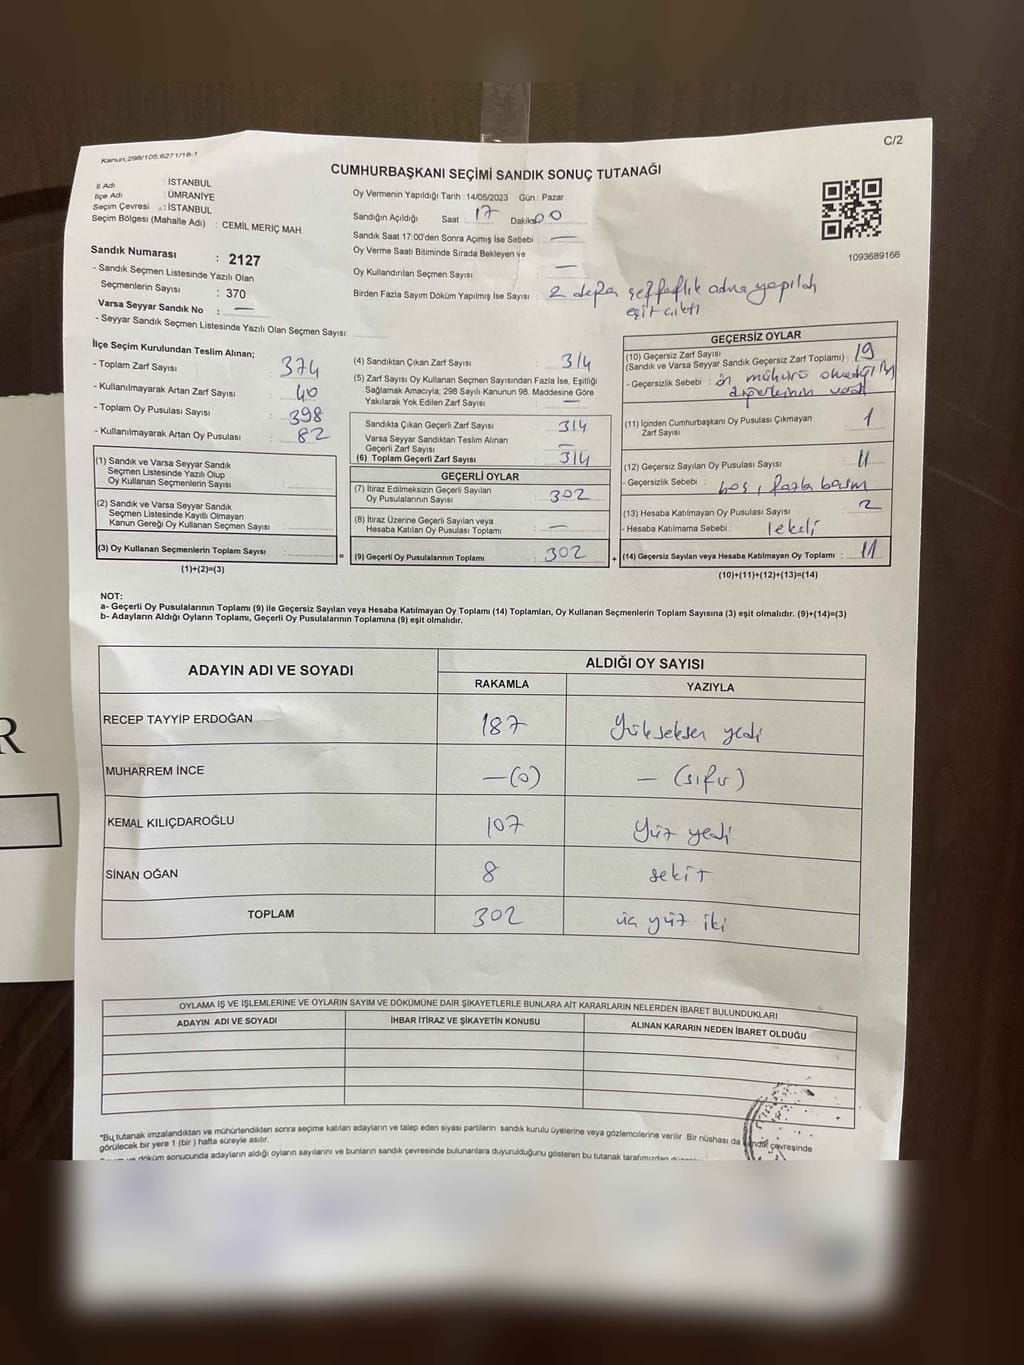 Kanun,298/105,6271/18-1
C/2
CUMHURBAŞKANI SEÇİMİ SANDIK SONUÇ TUTANAĞI
İl Adı : İSTANBUL
İlçe Adı : ÜMRANİYE
Seçim Çevresi : İSTANBUL
Seçim Bölgesi (Mahalle Adı) : CEMİL MERİÇ MAH.
Sandık Numarası : 2127
- Sandık Seçmen Listesinde Yazılı Olan
Seçmenlerin Sayısı : 370
Varsa Seyyar Sandık No : —
- Seyyar Sandık Seçmen Listesinde Yazılı Olan Seçmen Sayısı:
Oy Vermenin Yapıldığı Tarih : 14/05/2023 Gün : Pazar
Sandığın Açıldığı Saat : 17 Dakika 00
Sandık Saat 17:00'den Sonra Açımış İse Sebebi : —
Oy Verme Saati Bitiminde Sırada Bekleyen ve
Oy Kullandırılan Seçmen Sayısı —
Birden Fazla Sayım Döküm Yapılmış İse Sayısı : 2 defa şeffaflık adına yapıldı
eşit çıktı
1093689166
İlçe Seçim Kurulundan Teslim Alınan;
- Toplam Zarf Sayısı : 374
- Kullanılmayarak Artan Zarf Sayısı : 40
- Toplam Oy Pusulası Sayısı : 398
- Kullanılmayarak Artan Oy Pusulası : 82
(1) Sandık ve Varsa Seyyar Sandık
Seçmen Listesinde Yazılı Olup
Oy Kullanan Seçmenlerin Sayısı :
(2) Sandık ve Varsa Seyyar Sandık
Seçmen Listesinde Kayıtlı Olmayan
Kanun Gereği Oy Kullanan Seçmen Sayısı :
(3) Oy Kullanan Seçmenlerin Toplam Sayısı : =
(1)+(2)=(3)
(4) Sandıktan Çıkan Zarf Sayısı : 314
(5) Zarf Sayısı Oy Kullanan Seçmen Sayısından Fazla İse, Eşitliği
Sağlamak Amacıyla, 298 Sayılı Kanunun 98. Maddesine Göre
Yakılarak Yok Edilen Zarf Sayısı : —
Sandıkta Çıkan Geçerli Zarf Sayısı : 314
Varsa Seyyar Sandıktan Teslim Alınan
Geçerli Zarf Sayısı : —
(6) Toplam Geçerli Zarf Sayısı : 314
GEÇERLİ OYLAR
(7) İtiraz Edilmeksizin Geçerli Sayılan
Oy Pusulalarının Sayısı : 302
(8) İtiraz Üzerine Geçerli Sayılan veya
Hesaba Katılan Oy Pusulası Toplamı : —
(9) Geçerli Oy Pusulalarının Toplamı : 302 +
GEÇERSİZ OYLAR
(10) Geçersiz Zarf Sayısı
(Sandık ve Varsa Seyyar Sandık Geçersiz Zarf Toplamı) : 19
- Geçersizlik Sebebi : mühürü olmadığı
diğerlerinin vardı
(11) İçinden Cumhurbaşkanı Oy Pusulası Çıkmayan
Zarf Sayısı : 1
(12) Geçersiz Sayılan Oy Pusulası Sayısı : 11
- Geçersizlik Sebebi : boş, fazla basım
(13) Hesaba Katılmayan Oy Pusulası Sayısı : 2
- Hesaba Katılmama Sebebi : lekeli
(14) Geçersiz Sayılan veya Hesaba Katılmayan Oy Toplamı : 11
(10)+(11)+(12)+(13)=(14)
NOT:
a- Geçerli Oy Pusulalarının Toplamı (9) ile Geçersiz Sayılan veya Hesaba Katılmayan Oy Toplamı (14) Toplamları, Oy Kullanan Seçmenlerin Toplam Sayısına (3) eşit olmalıdır. (9)+(14)=(3)
b- Adayların Aldığı Oyların Toplamı, Geçerli Oy Pusulalarının Toplamına (9) eşit olmalıdır.
ADAYIN ADI VE SOYADI ALDIĞI OY SAYISI
RAKAMLA YAZIYLA
RECEP TAYYİP ERDOĞAN 187 Yükseksen yedi
MUHARREM İNCE —(0) — (sıfır)
KEMAL KILIÇDAROĞLU 107 Yüz yedi
SİNAN OĞAN 8 sekiz
TOPLAM 302 üç yüz iki
OYLAMA İŞ VE İŞLEMLERİNE VE OYLARIN SAYIM VE DÖKÜMÜNE DAİR ŞİKAYETLERLE BUNLARA AİT KARARLARIN NELERDEN İBARET BULUNDUKLARI
ADAYIN ADI VE SOYADI İHBAR İTİRAZ VE ŞİKAYETİN KONUSU ALINAN KARARIN NEDEN İBARET OLDUĞU
*Bu tutanak imzalandıktan ve mühürlendikten sonra seçime katılan adayların ve talep eden siyasi partilerin sandık kurulu üyelerine veya gözlemcilerine verilir. Bir nüshası da sandık çevresinde
görülecek bir yere 1 (bir) hafta süreyle asılır.
döküm sonucunda adayların aldığı oyların sayılarını ve bunların sandık çevresinde bulunanlara duyurulduğunu gösteren bu tutanak tarafımızdan
R